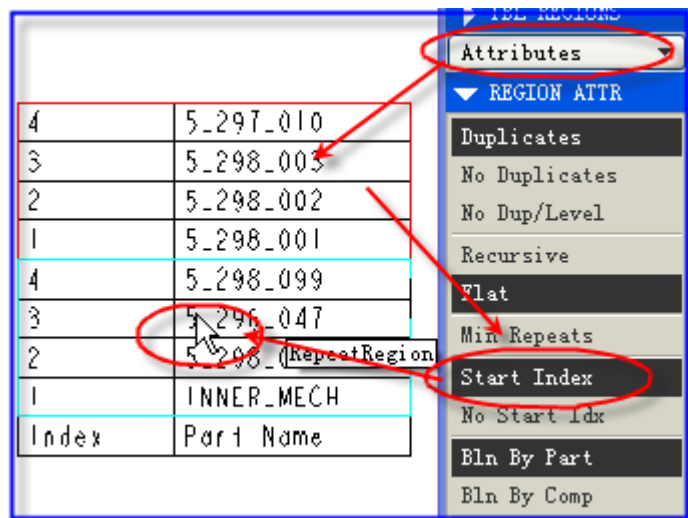 TBL REGIONS
Attributes
REGION ATTR
Duplicates
No Duplicates
No Dup/Level
Recursive
Flat
Min Repeats
Start Index
No Start Idx
Bln By Part
Bln By Comp
4 5_297_010
3 5_298_003
2 5_298_002
1 5_298_001
4 5_298_099
3 047
2 RepeatRegion
1 INNER_MECH
Index Part Name